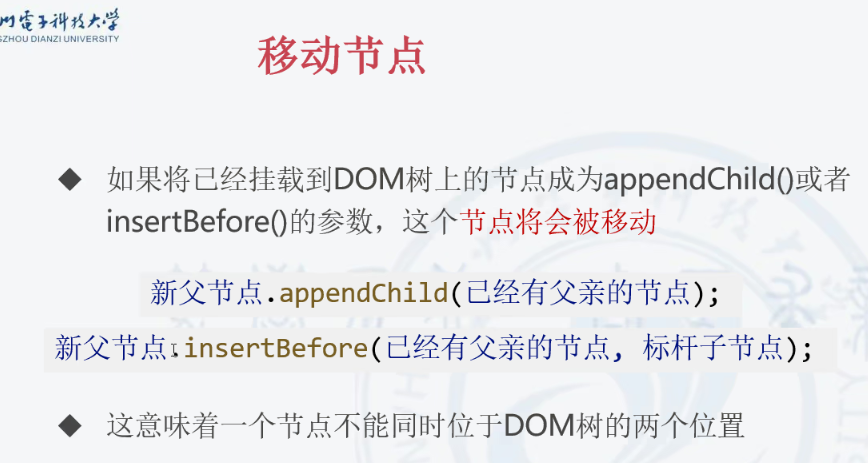 州电子科技大学
GZHOU DIANZI UNIVERSITY
移动节点
◆ 如果将已经挂载到DOM树上的节点成为appendChild()或者
insertBefore()的参数，这个节点将会被移动
新父节点.appendChild(已经有父亲的节点);
新父节点.insertBefore(已经有父亲的节点, 标杆子节点);
◆ 这意味着一个节点不能同时位于DOM树的两个位置